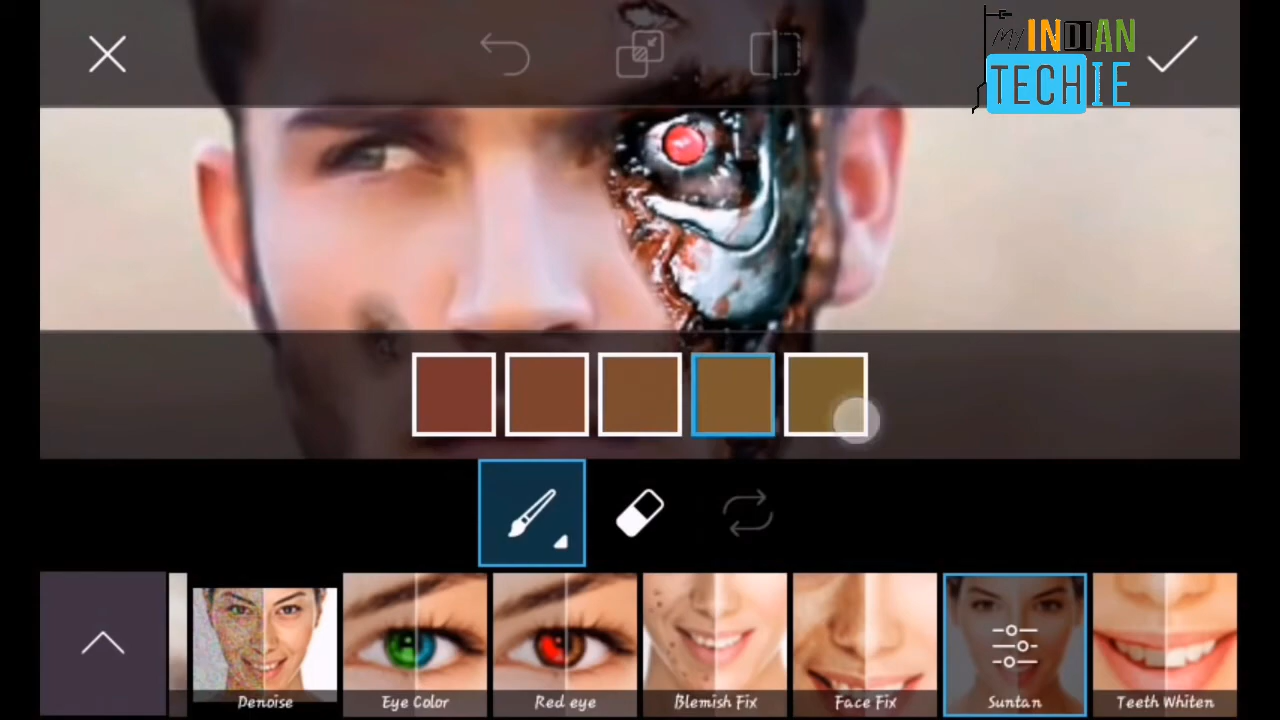 My INDIAN
TECHIE
Denoise
Eye Color
Red eye
Blemish Fix
Face Fix
Suntan
Teeth Whiten